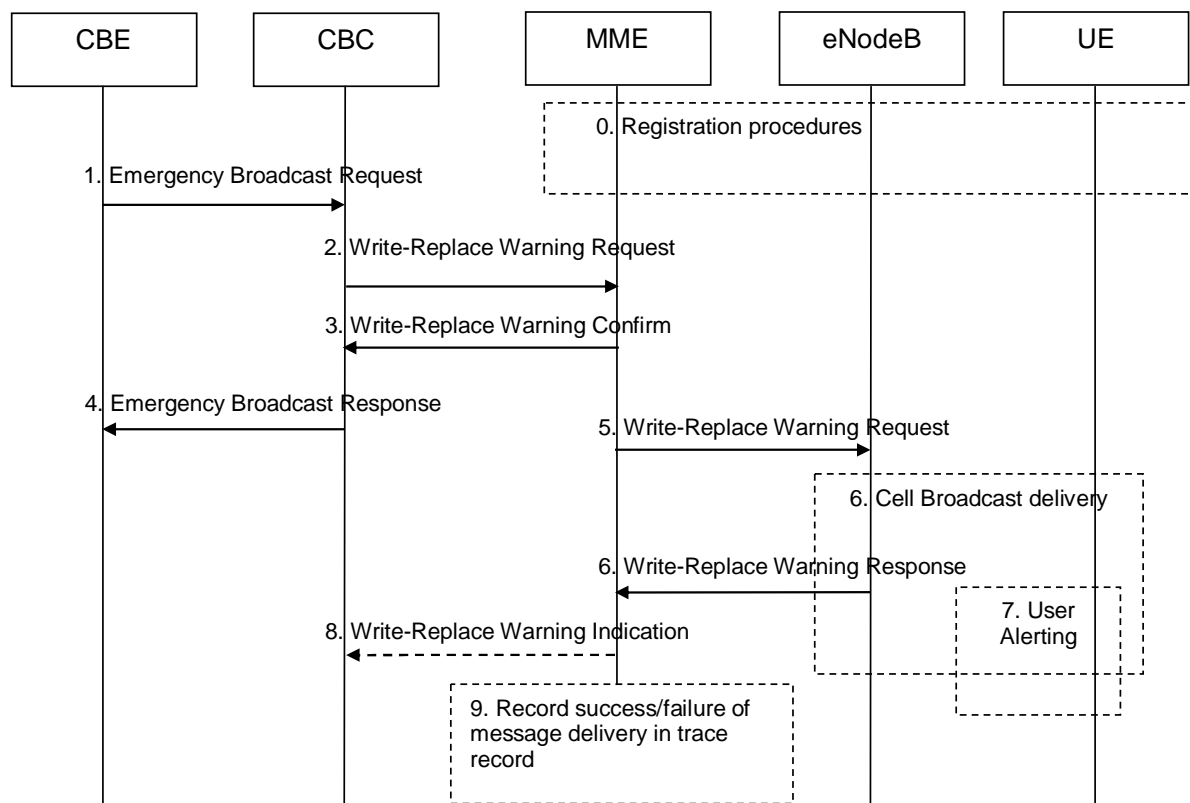 CBE
CBC
MME
eNodeB
UE
0. Registration procedures
1. Emergency Broadcast Request
2. Write-Replace Warning Request
3. Write-Replace Warning Confirm
4. Emergency Broadcast Response
5. Write-Replace Warning Request
6. Cell Broadcast delivery
6. Write-Replace Warning Response
7. User
Alerting
8. Write-Replace Warning Indication
9. Record success/failure of
message delivery in trace
record